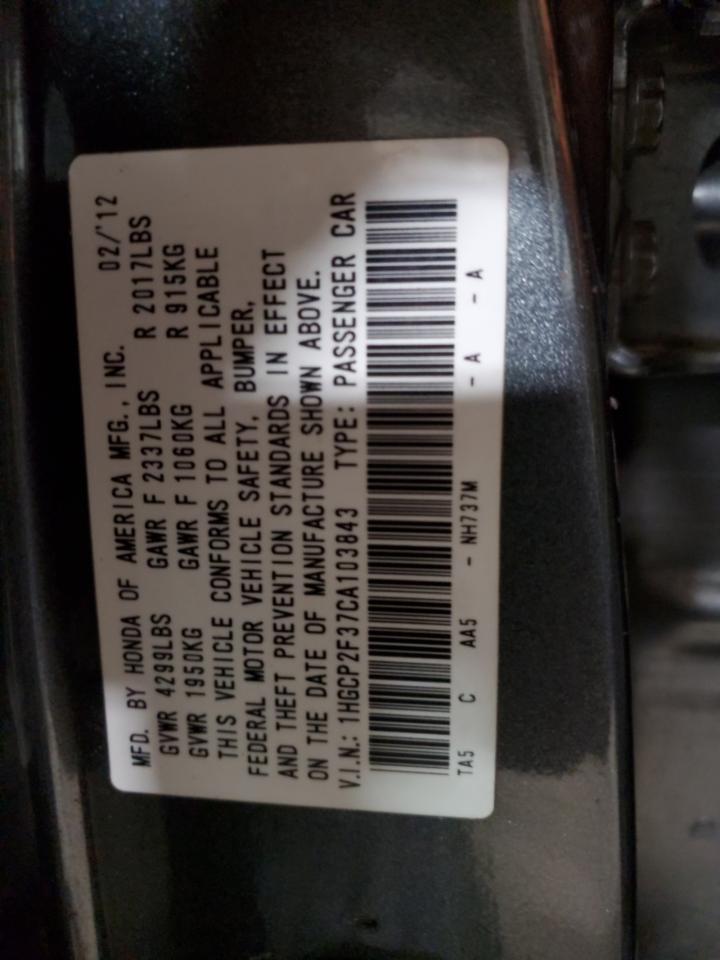 MFD. BY HONDA OF AMERICA MFG., INC. 02/'12
GVWR 4299LBS GAWR F 2337LBS R 2017LBS
GVWR 1950KG GAWR F 1060KG R 915KG
THIS VEHICLE CONFORMS TO ALL APPLICABLE
FEDERAL MOTOR VEHICLE SAFETY, BUMPER,
AND THEFT PREVENTION STANDARDS IN EFFECT
ON THE DATE OF MANUFACTURE SHOWN ABOVE.
V.I.N.: 1HGCP2F37CA103843 TYPE: PASSENGER CAR
TA5 C AA5 - NH737M - A - A